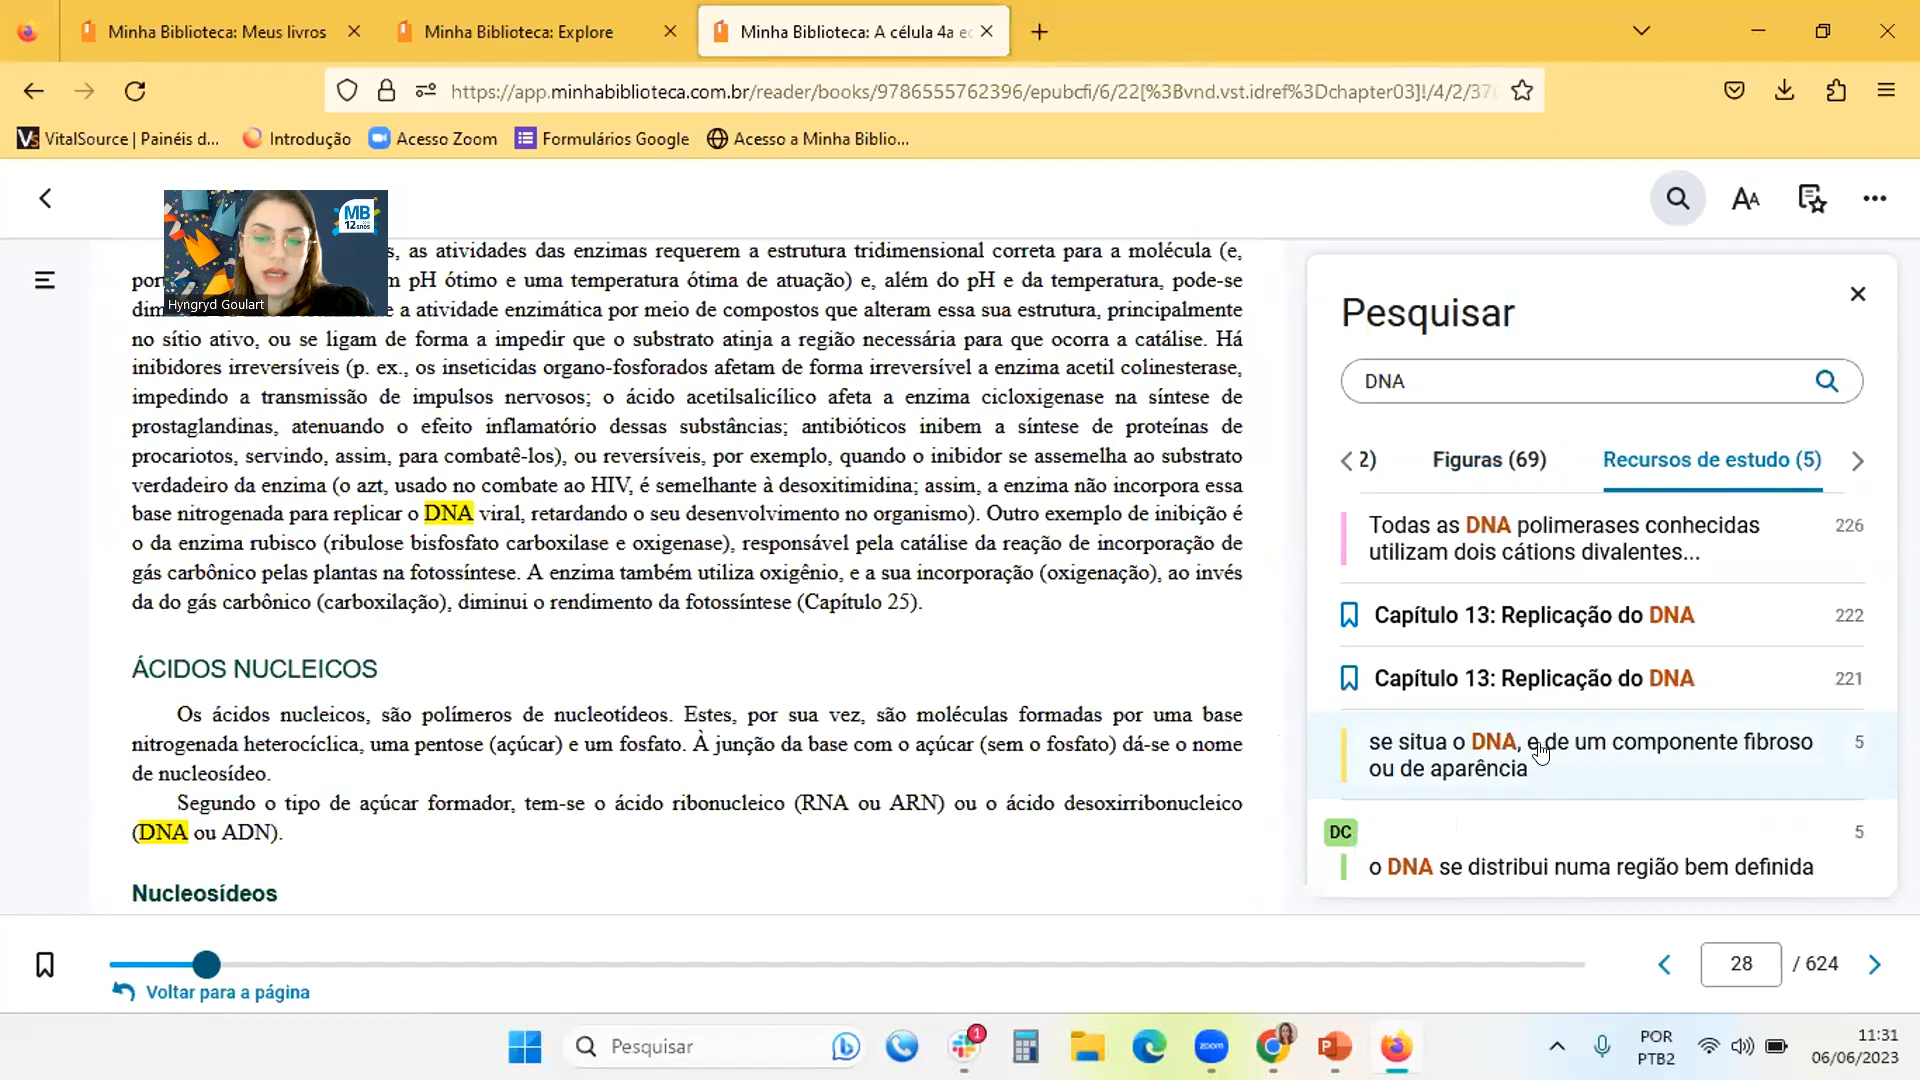 Minha Biblioteca: Meus livros
Minha Biblioteca: Explore
Minha Biblioteca: A célula 4a e
https://app.minhabiblioteca.com.br/reader/books/9786555762396/epubcfi/6/22[%3Bvnd.vst.idref%3Dchapter03]!/4/2/370
VitalSource | Painéis d...
Introdução
Acesso Zoom
Formulários Google
Acesso a Minha Biblio...
MB
12 anos
Hyngryd Goulart
s, as atividades das enzimas requerem a estrutura tridimensional correta para a molécula (e,
por
m pH ótimo e uma temperatura ótima de atuação) e, além do pH e da temperatura, pode-se
dim
e a atividade enzimática por meio de compostos que alteram essa sua estrutura, principalmente
no sítio ativo, ou se ligam de forma a impedir que o substrato atinja a região necessária para que ocorra a catálise. Há
inibidores irreversíveis (p. ex., os inseticidas organo-fosforados afetam de forma irreversível a enzima acetil colinesterase,
impedindo a transmissão de impulsos nervosos; o ácido acetilsalicílico afeta a enzima cicloxigenase na síntese de
prostaglandinas, atenuando o efeito inflamatório dessas substâncias; antibióticos inibem a síntese de proteínas de
procariotos, servindo, assim, para combatê-los), ou reversíveis, por exemplo, quando o inibidor se assemelha ao substrato
verdadeiro da enzima (o azt, usado no combate ao HIV, é semelhante à desoxitimidina; assim, a enzima não incorpora essa
base nitrogenada para replicar o DNA viral, retardando o seu desenvolvimento no organismo). Outro exemplo de inibição é
o da enzima rubisco (ribulose bisfosfato carboxilase e oxigenase), responsável pela catálise da reação de incorporação de
gás carbônico pelas plantas na fotossíntese. A enzima também utiliza oxigênio, e a sua incorporação (oxigenação), ao invés
da do gás carbônico (carboxilação), diminui o rendimento da fotossíntese (Capítulo 25).
ÁCIDOS NUCLEICOS
Os ácidos nucleicos, são polímeros de nucleotídeos. Estes, por sua vez, são moléculas formadas por uma base
nitrogenada heterocíclica, uma pentose (açúcar) e um fosfato. À junção da base com o açúcar (sem o fosfato) dá-se o nome
de nucleosídeo.
Segundo o tipo de açúcar formador, tem-se o ácido ribonucleico (RNA ou ARN) ou o ácido desoxirribonucleico
(DNA ou ADN).
Nucleosídeos
Pesquisar
DNA
2)
Figuras (69)
Recursos de estudo (5)
Todas as DNA polimerases conhecidas
utilizam dois cátions divalentes...
226
Capítulo 13: Replicação do DNA
222
Capítulo 13: Replicação do DNA
221
se situa o DNA, e de um componente fibroso
ou de aparência
5
DC
5
o DNA se distribui numa região bem definida
Voltar para a página
28 / 624
Pesquisar
1
zoom
POR
PTB2
11:31
06/06/2023